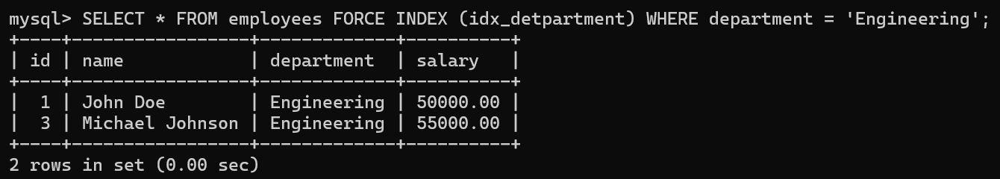 mysql> SELECT * FROM employees FORCE INDEX (idx_detpartment) WHERE department = 'Engineering';
+----+-----------------+-------------+----------+
| id | name            | department  | salary   |
+----+-----------------+-------------+----------+
|  1 | John Doe        | Engineering | 50000.00 |
|  3 | Michael Johnson | Engineering | 55000.00 |
+----+-----------------+-------------+----------+
2 rows in set (0.00 sec)